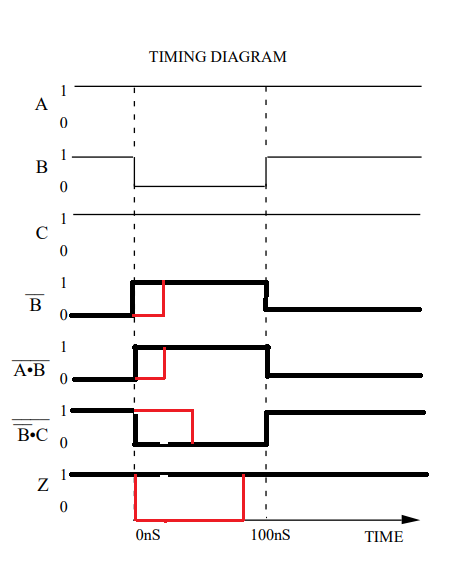 TIMING DIAGRAM
A 1
0
B 1
0
C 1
0
B̅ 1
0
A̅•̅B̅ 1
0
B̅̅•̅C̅ 1
0
Z 1
0
0nS 100nS TIME